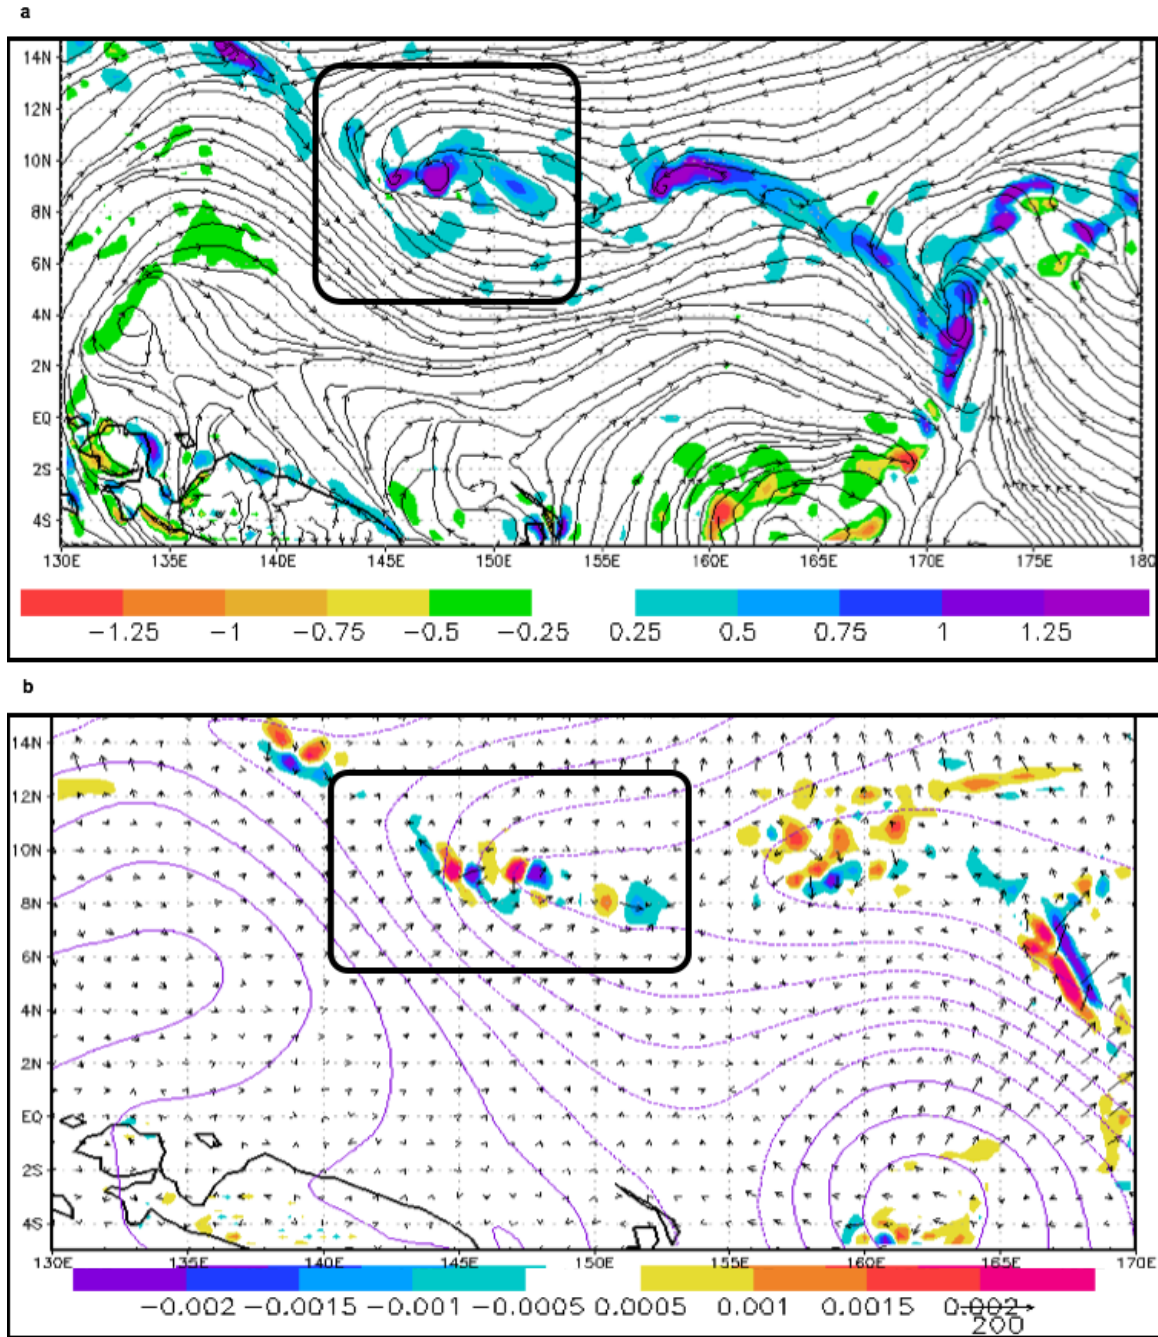 a
14N
12N
10N
8N
6N
4N
2N
EQ
2S
4S
130E 135E 140E 145E 150E 155E 160E 165E 170E 175E 180
-1.25 -1 -0.75 -0.5 -0.25 0.25 0.5 0.75 1 1.25
b
14N
12N
10N
8N
6N
4N
2N
EQ
2S
4S
130E 135E 140E 145E 150E 155E 160E 165E 170E
-0.002 -0.0015 -0.001 -0.0005 0.0005 0.001 0.0015 0.002
200